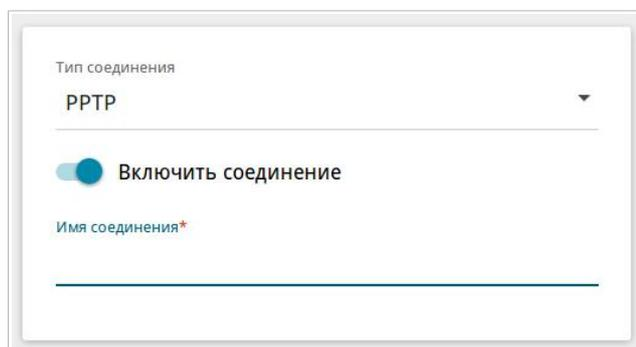 Тип соединения
PPTP
Включить соединение
Имя соединения*